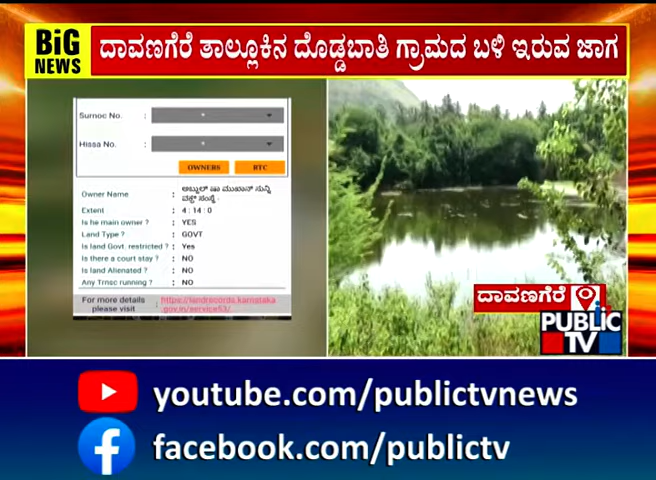 BiG NEWS
ದಾವಣಗೆರೆ ತಾಲ್ಲೂಕಿನ ದೊಡ್ಡಬಾತಿ ಗ್ರಾಮದ ಬಳಿ ಇರುವ ಜಾಗ
Surnoc No. : *
Hissa No. : *
OWNERS RTC
Owner Name : ಅಬ್ದುಲ್ ಷಾ ಮುಖಾನ್ ಸುನ್ನಿ
ವಕ್ಫ್ ಸಂಸ್ಥೆ -
Extent : 4 : 14 : 0
Is he main owner ? : YES
Land Type ? : GOVT
Is land Govt. restricted ? : Yes
Is there a court stay ? : NO
Is land Alienated ? : NO
Any Trnsc running ? : NO
For more details please visit : https://landrecords.karnataka.gov.in/service53/
ದಾವಣಗೆರೆ
PUBLiC
TV
youtube.com/publictvnews
facebook.com/publictv